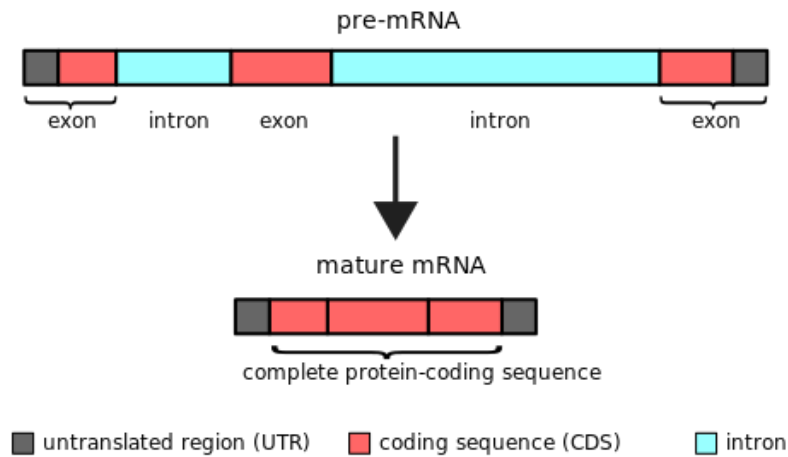 pre-mRNA
exon intron exon intron exon
mature mRNA
complete protein-coding sequence
untranslated region (UTR) coding sequence (CDS) intron